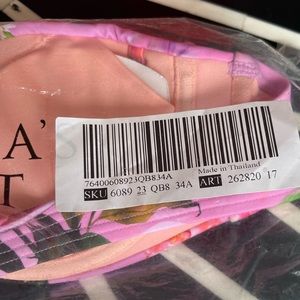 A'S
T
76400608923QB834A
Made in Thailand
SKU 6089 23 QB8 34A ART 262820 17